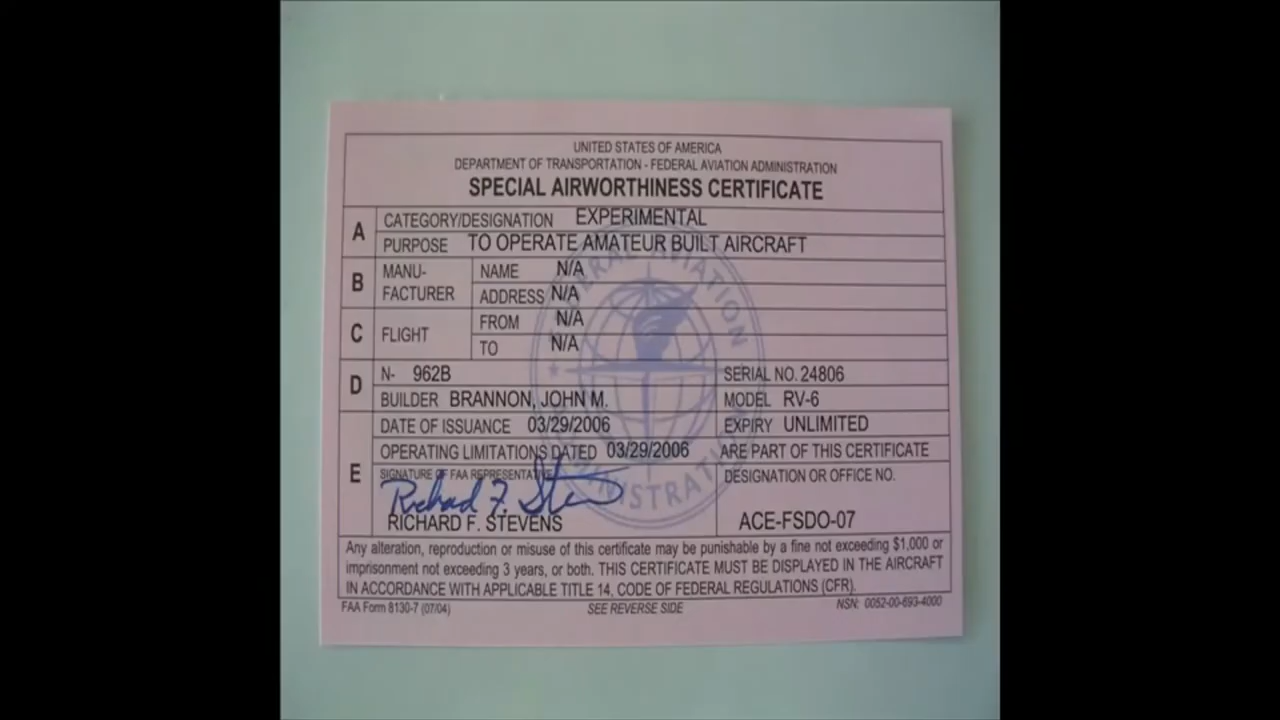 UNITED STATES OF AMERICA
DEPARTMENT OF TRANSPORTATION - FEDERAL AVIATION ADMINISTRATION
SPECIAL AIRWORTHINESS CERTIFICATE
A CATEGORY/DESIGNATION EXPERIMENTAL
PURPOSE TO OPERATE AMATEUR BUILT AIRCRAFT
B MANU-
FACTURER
NAME N/A
ADDRESS N/A
C FLIGHT
FROM N/A
TO N/A
D N- 962B SERIAL NO. 24806
BUILDER BRANNON, JOHN M. MODEL RV-6
E DATE OF ISSUANCE 03/29/2006 EXPIRY UNLIMITED
OPERATING LIMITATIONS DATED 03/29/2006 ARE PART OF THIS CERTIFICATE
SIGNATURE OF FAA REPRESENTATIVE DESIGNATION OR OFFICE NO.
Richard F. Stevens
RICHARD F. STEVENS ACE-FSDO-07
Any alteration, reproduction or misuse of this certificate may be punishable by a fine not exceeding $1,000 or
imprisonment not exceeding 3 years, or both. THIS CERTIFICATE MUST BE DISPLAYED IN THE AIRCRAFT
IN ACCORDANCE WITH APPLICABLE TITLE 14, CODE OF FEDERAL REGULATIONS (CFR).
FAA Form 8130-7 (07/04) SEE REVERSE SIDE NSN: 0052-00-693-4000
FEDERAL AVIATION
ADMINISTRATION